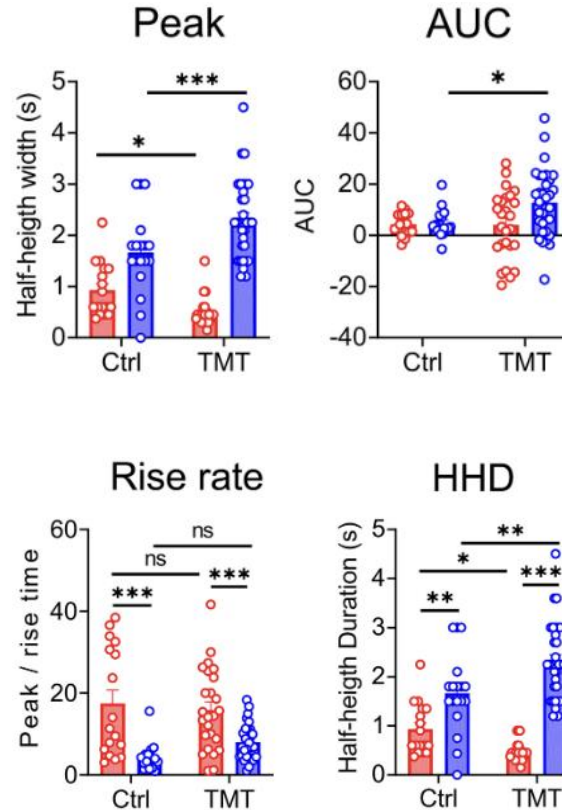 Peak
Half-heigth width (s)
5
4
3
2
1
0
***
*
Ctrl
TMT
AUC
AUC
60
40
20
0
-20
-40
*
Ctrl
TMT
Rise rate
Peak / rise time
60
40
20
0
ns
ns
***
***
Ctrl
TMT
HHD
Half-heigth Duration (s)
5
4
3
2
1
0
**
*
**
***
Ctrl
TMT